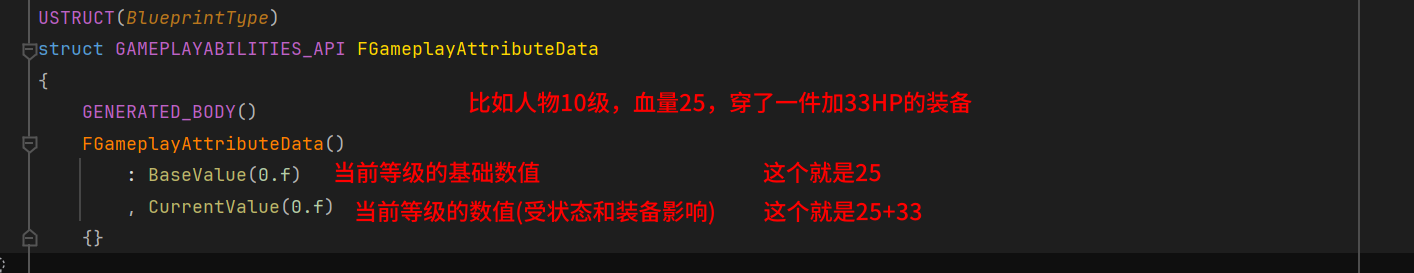 USTRUCT(BlueprintType)
struct GAMEPLAYABILITIES_API FGameplayAttributeData
{
GENERATED_BODY() 比如人物10级，血量25，穿了一件加33HP的装备
FGameplayAttributeData()
: BaseValue(0.f) 当前等级的基础数值 这个就是25
, CurrentValue(0.f) 当前等级的数值(受状态和装备影响) 这个就是25+33
{}